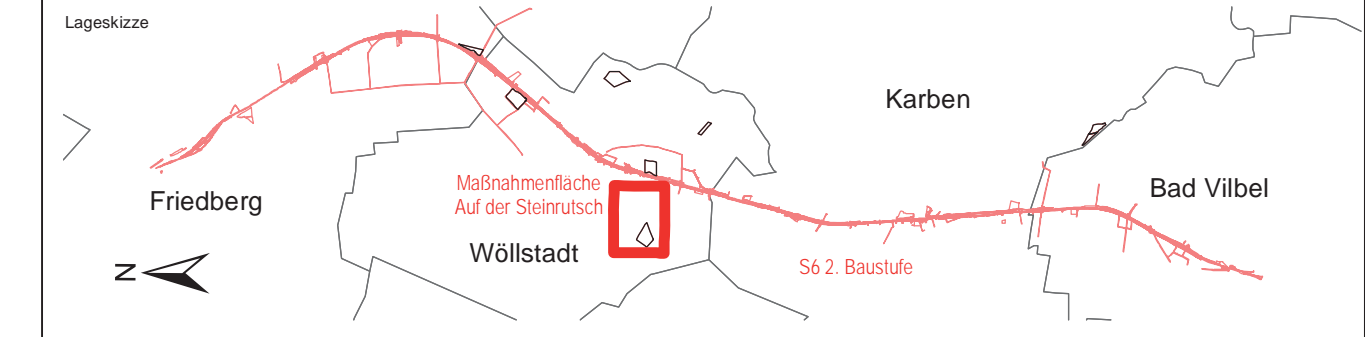 Lageskizze
Karben
Maßnahmenfläche
Auf der Steinrutsch
Bad Vilbel
Friedberg
Wöllstadt
S6 2. Baustufe
N